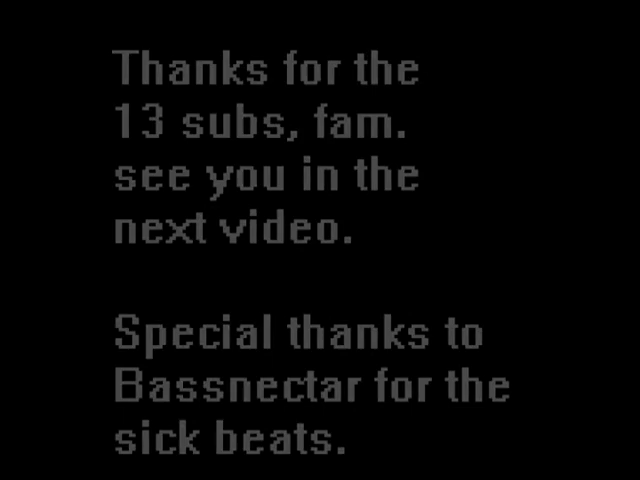 Thanks for the
13 subs, fam.
see you in the
next video.
Special thanks to
Bassnectar for the
sick beats.